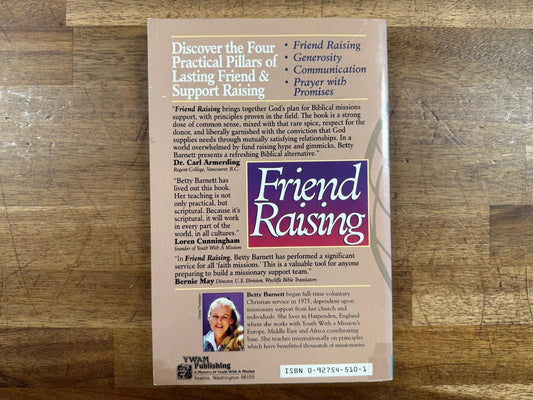 Discover the Four
Practical Pillars of
Lasting Friend &
Support Raising
• Friend Raising
• Generosity
• Communication
• Prayer with
Promises
"Friend Raising brings together God's plan for Biblical missions
support, with principles proven in the field. The book is a strong
dose of common sense, mixed with that rare spice, respect for the
donor, and liberally garnished with the conviction that God
supplies needs through mutually satisfying relationships. In a
world overwhelmed by fund raising hype and gimmicks, Betty
Barnett presents a refreshing Biblical alternative."
Dr. Carl Armerding
Regent College, Vancouver, B.C.
"Betty Barnett has
lived out this book.
Her teaching is not
only practical, but
scriptural. Because it's
scriptural, it will work
in every part of the
world, in all cultures."
Loren Cunningham
founder of Youth With A Mission
Friend
Raising
"In Friend Raising, Betty Barnett has performed a significant
service for all 'faith missions.' This is a valuable tool for anyone
preparing to build a missionary support team."
Bernie May Director, U.S. Division, Wycliffe Bible Translators
Betty Barnett began full-time voluntary
Christian service in 1975, dependent upon
missionary support from her church and
individuals. She lives in Harpenden, England
where she works with Youth With a Mission's
Europe, Middle East and Africa coordinating
base. She teaches internationally on principles
which have benefitted thousands of missionaries.
YWAM
Publishing
A Ministry of Youth With A Mission
Seattle, Washington 98155
ISBN 0-92754-510-1